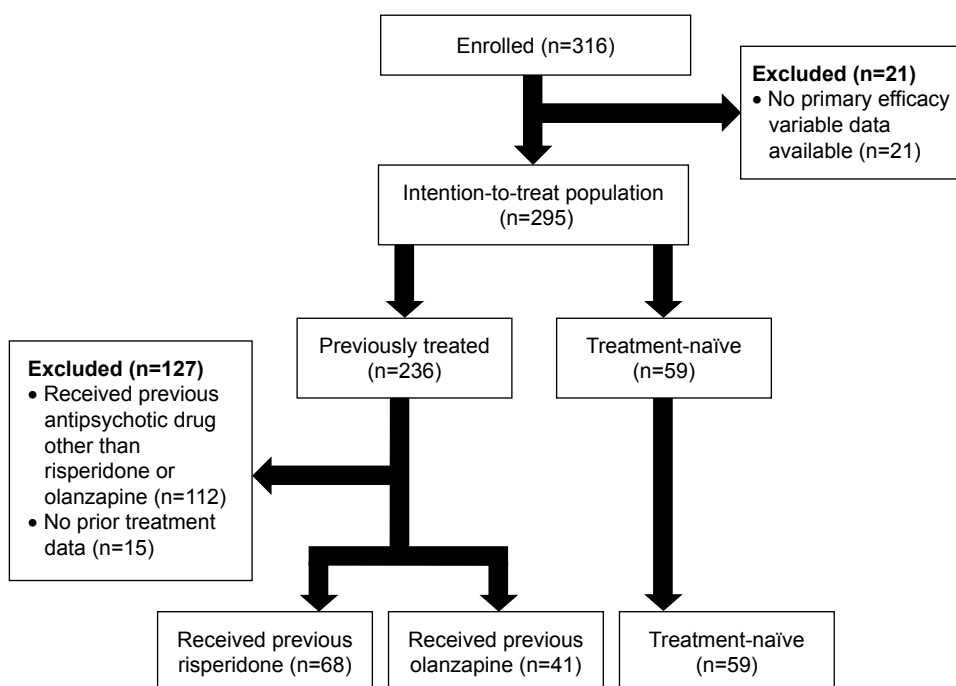 Enrolled (n=316)
Excluded (n=21)
• No primary efficacy
variable data
available (n=21)
Intention-to-treat population
(n=295)
Previously treated
(n=236)
Treatment-naïve
(n=59)
Excluded (n=127)
• Received previous
antipsychotic drug
other than
risperidone or
olanzapine (n=112)
• No prior treatment
data (n=15)
Received previous
risperidone (n=68)
Received previous
olanzapine (n=41)
Treatment-naïve
(n=59)